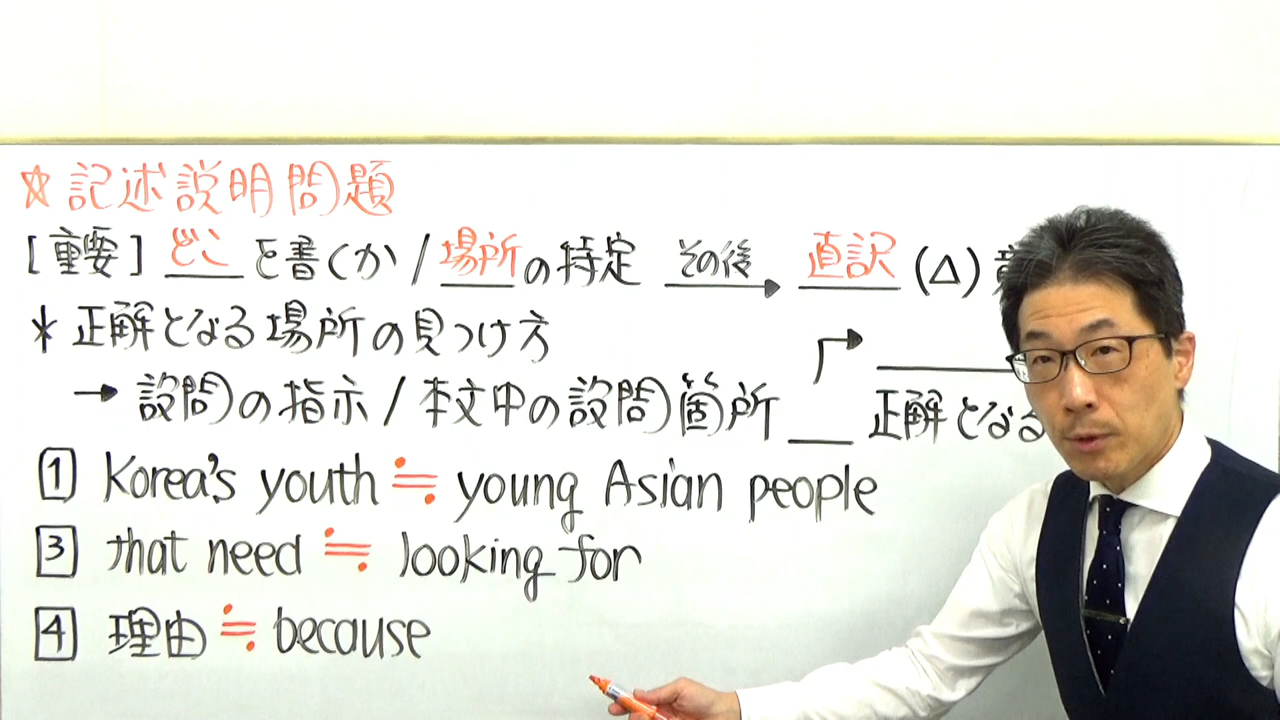 ☆記述説明問題
[重要] どこを書くか / 場所の特定 その後 → 直訳 (△)
* 正解となる場所の見つけ方
→ 設問の指示 / 本文中の設問箇所 ___ 正解となる
1 Korea's youth ≒ young Asian people
3 that need ≒ looking for
4 理由 ≒ because